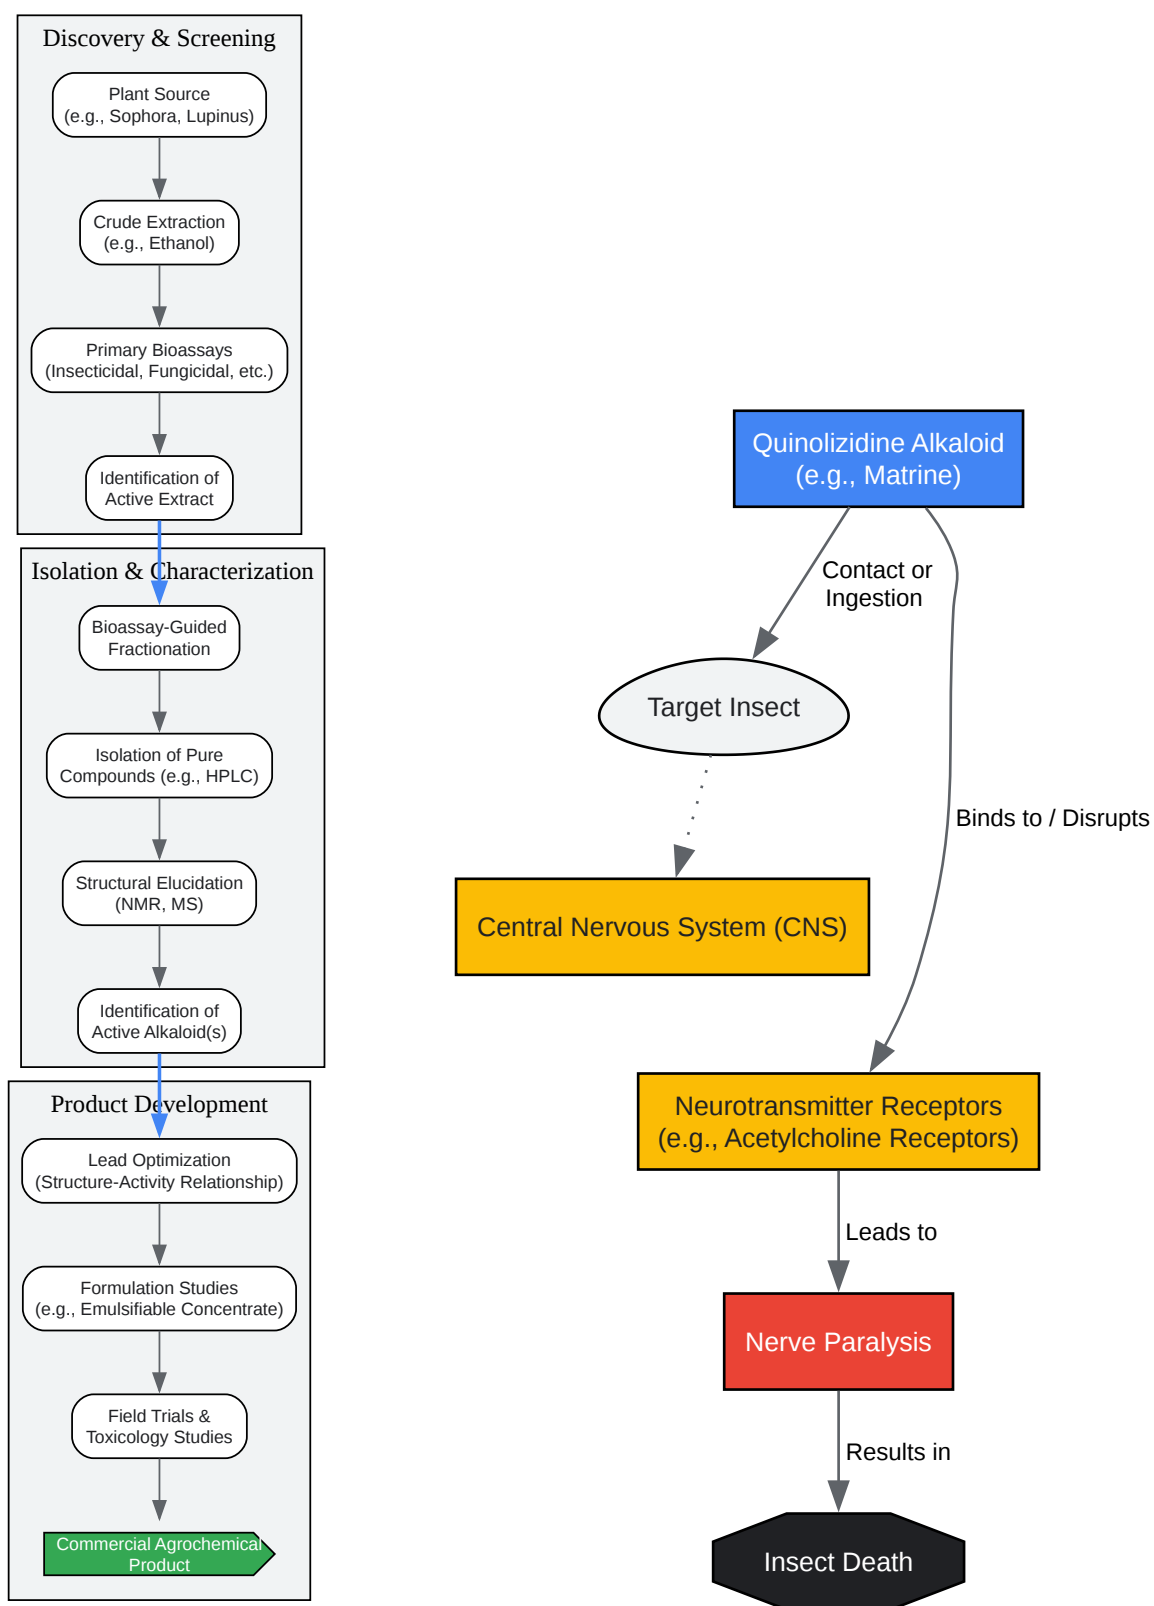 Discovery & Screening
Plant Source
(e.g., Sophora, Lupinus)
Crude Extraction
(e.g., Ethanol)
Primary Bioassays
(Insecticidal, Fungicidal, etc.)
Identification of
Active Extract
Isolation & Characterization
Bioassay-Guided
Fractionation
Isolation of Pure
Compounds (e.g., HPLC)
Structural Elucidation
(NMR, MS)
Identification of
Active Alkaloid(s)
Product Development
Lead Optimization
(Structure-Activity Relationship)
Formulation Studies
(e.g., Emulsifiable Concentrate)
Field Trials &
Toxicology Studies
Commercial Agrochemical
Product
Quinolizidine Alkaloid
(e.g., Matrine)
Contact or
Ingestion
Target Insect
Binds to / Disrupts
Central Nervous System (CNS)
Neurotransmitter Receptors
(e.g., Acetylcholine Receptors)
Leads to
Nerve Paralysis
Results in
Insect Death